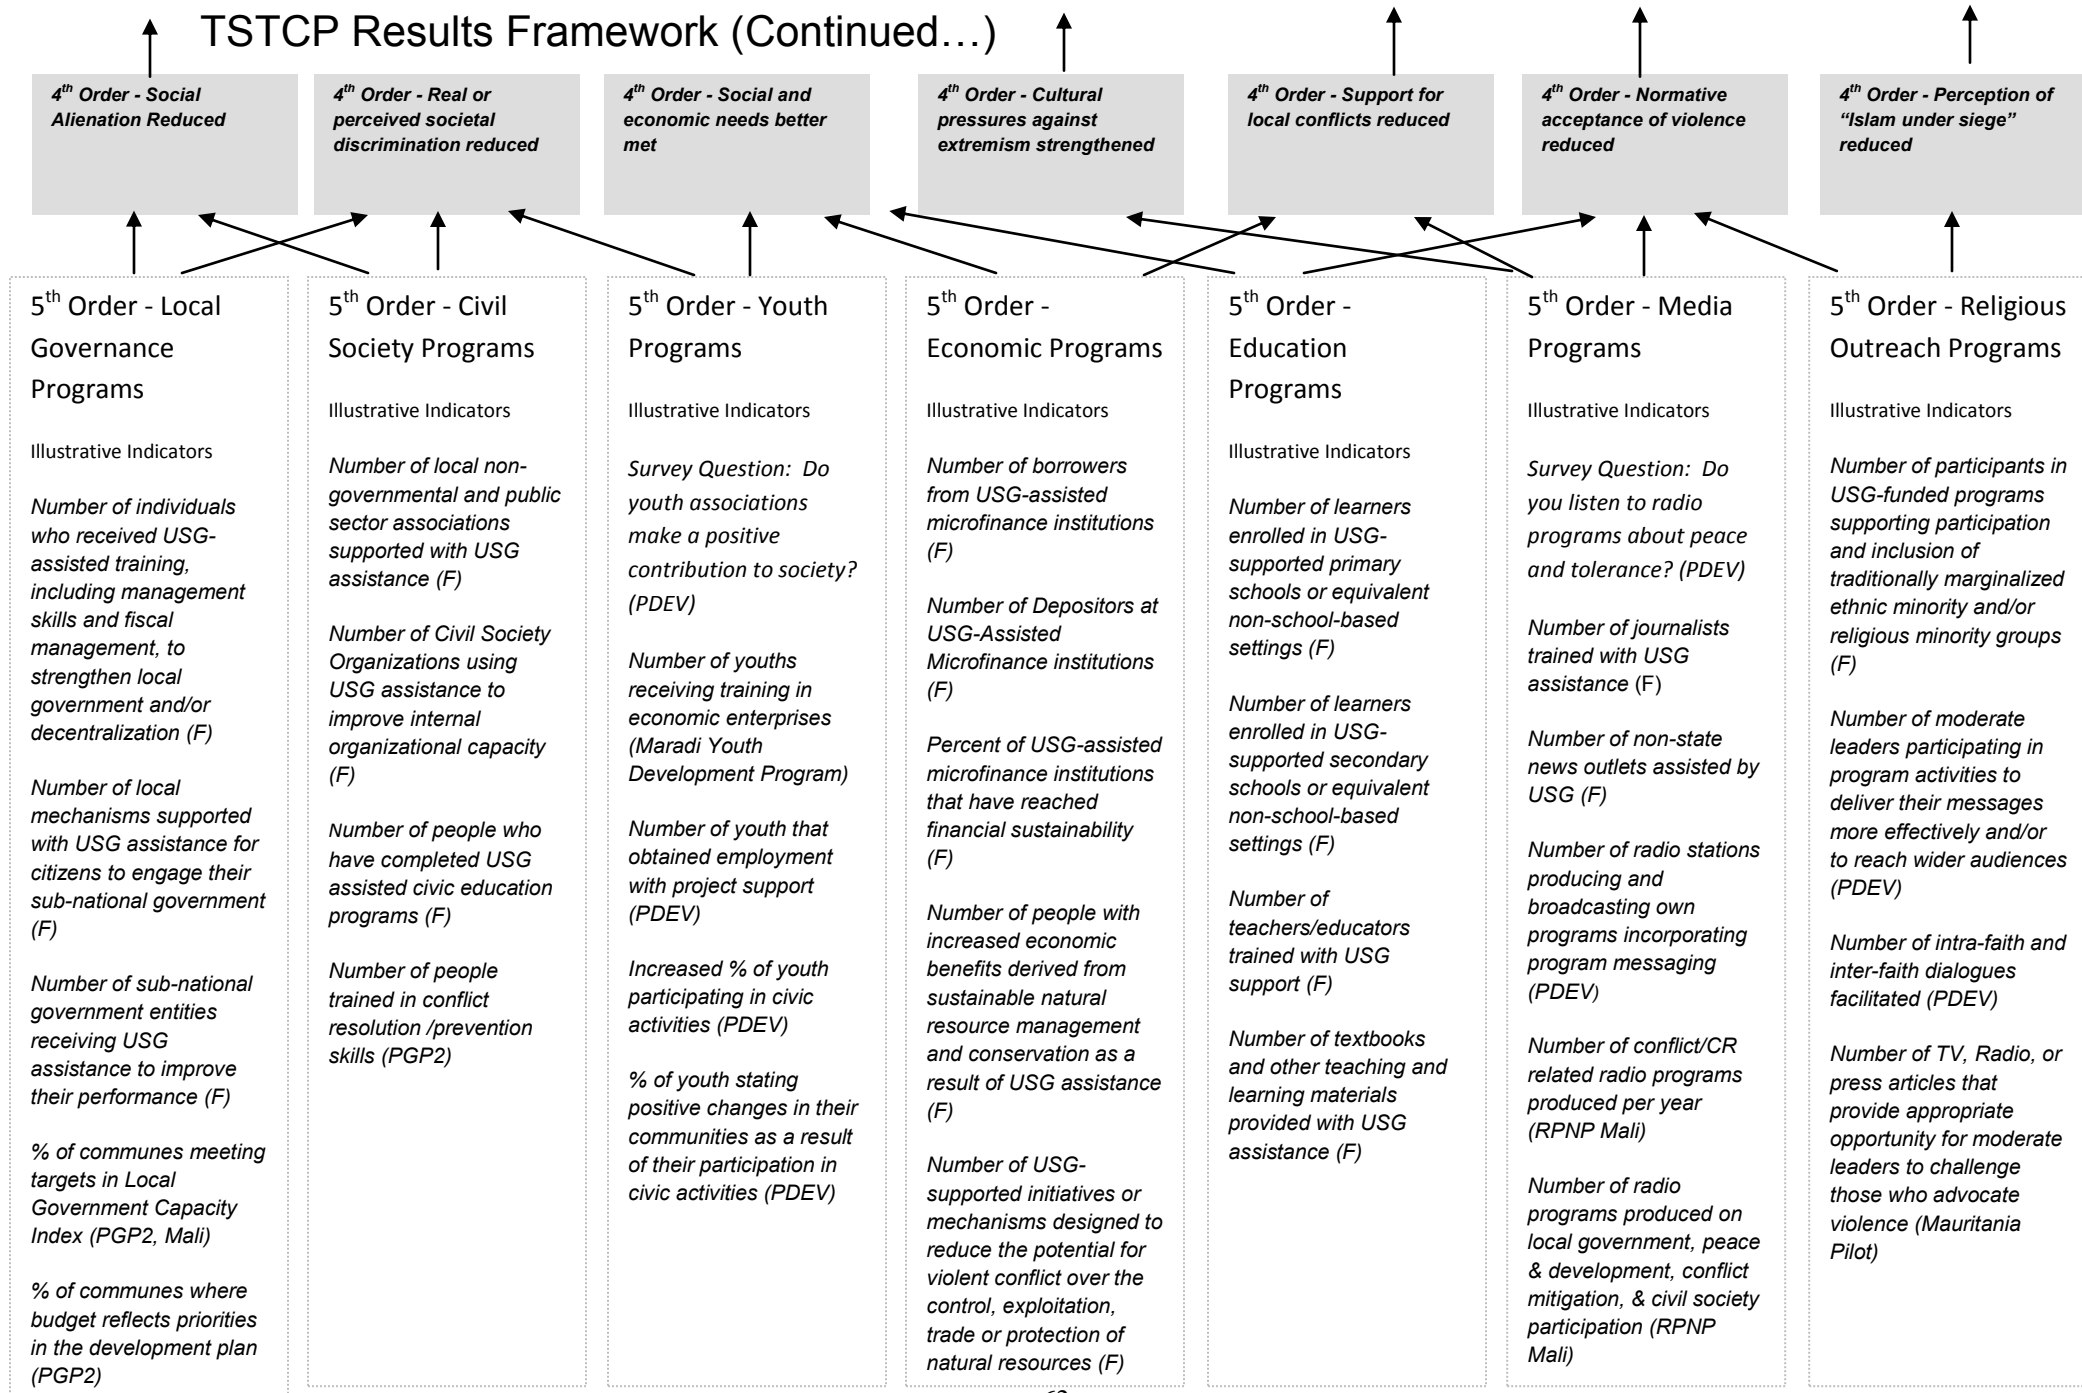 TSTCP Results Framework (Continued…)
4th Order - Social
Alienation Reduced
4th Order - Real or
perceived societal
discrimination reduced
4th Order - Social and
economic needs better
met
4th Order - Cultural
pressures against
extremism strengthened
4th Order - Support for
local conflicts reduced
4th Order - Normative
acceptance of violence
reduced
4th Order - Perception of
“Islam under siege”
reduced
5th Order - Local
Governance
Programs
Illustrative Indicators
Number of individuals
who received USG-
assisted training,
including management
skills and fiscal
management, to
strengthen local
government and/or
decentralization (F)
Number of local
mechanisms supported
with USG assistance for
citizens to engage their
sub-national government
(F)
Number of sub-national
government entities
receiving USG
assistance to improve
their performance (F)
% of communes meeting
targets in Local
Government Capacity
Index (PGP2, Mali)
% of communes where
budget reflects priorities
in the development plan
(PGP2)
5th Order - Civil
Society Programs
Illustrative Indicators
Number of local non-
governmental and public
sector associations
supported with USG
assistance (F)
Number of Civil Society
Organizations using
USG assistance to
improve internal
organizational capacity
(F)
Number of people who
have completed USG
assisted civic education
programs (F)
Number of people
trained in conflict
resolution /prevention
skills (PGP2)
5th Order - Youth
Programs
Illustrative Indicators
Survey Question: Do
youth associations
make a positive
contribution to society?
(PDEV)
Number of youths
receiving training in
economic enterprises
(Maradi Youth
Development Program)
Number of youth that
obtained employment
with project support
(PDEV)
Increased % of youth
participating in civic
activities (PDEV)
% of youth stating
positive changes in their
communities as a result
of their participation in
civic activities (PDEV)
5th Order -
Economic Programs
Illustrative Indicators
Number of borrowers
from USG-assisted
microfinance institutions
(F)
Number of Depositors at
USG-Assisted
Microfinance institutions
(F)
Percent of USG-assisted
microfinance institutions
that have reached
financial sustainability
(F)
Number of people with
increased economic
benefits derived from
sustainable natural
resource management
and conservation as a
result of USG assistance
(F)
Number of USG-
supported initiatives or
mechanisms designed to
reduce the potential for
violent conflict over the
control, exploitation,
trade or protection of
natural resources (F)
5th Order -
Education
Programs
Illustrative Indicators
Number of learners
enrolled in USG-
supported primary
schools or equivalent
non-school-based
settings (F)
Number of learners
enrolled in USG-
supported secondary
schools or equivalent
non-school-based
settings (F)
Number of
teachers/educators
trained with USG
support (F)
Number of textbooks
and other teaching and
learning materials
provided with USG
assistance (F)
5th Order - Media
Programs
Illustrative Indicators
Survey Question: Do
you listen to radio
programs about peace
and tolerance? (PDEV)
Number of journalists
trained with USG
assistance (F)
Number of non-state
news outlets assisted by
USG (F)
Number of radio stations
producing and
broadcasting own
programs incorporating
program messaging
(PDEV)
Number of conflict/CR
related radio programs
produced per year
(RPNP Mali)
Number of radio
programs produced on
local government, peace
& development, conflict
mitigation, & civil society
participation (RPNP
Mali)
5th Order - Religious
Outreach Programs
Illustrative Indicators
Number of participants in
USG-funded programs
supporting participation
and inclusion of
traditionally marginalized
ethnic minority and/or
religious minority groups
(F)
Number of moderate
leaders participating in
program activities to
deliver their messages
more effectively and/or
to reach wider audiences
(PDEV)
Number of intra-faith and
inter-faith dialogues
facilitated (PDEV)
Number of TV, Radio, or
press articles that
provide appropriate
opportunity for moderate
leaders to challenge
those who advocate
violence (Mauritania
Pilot)